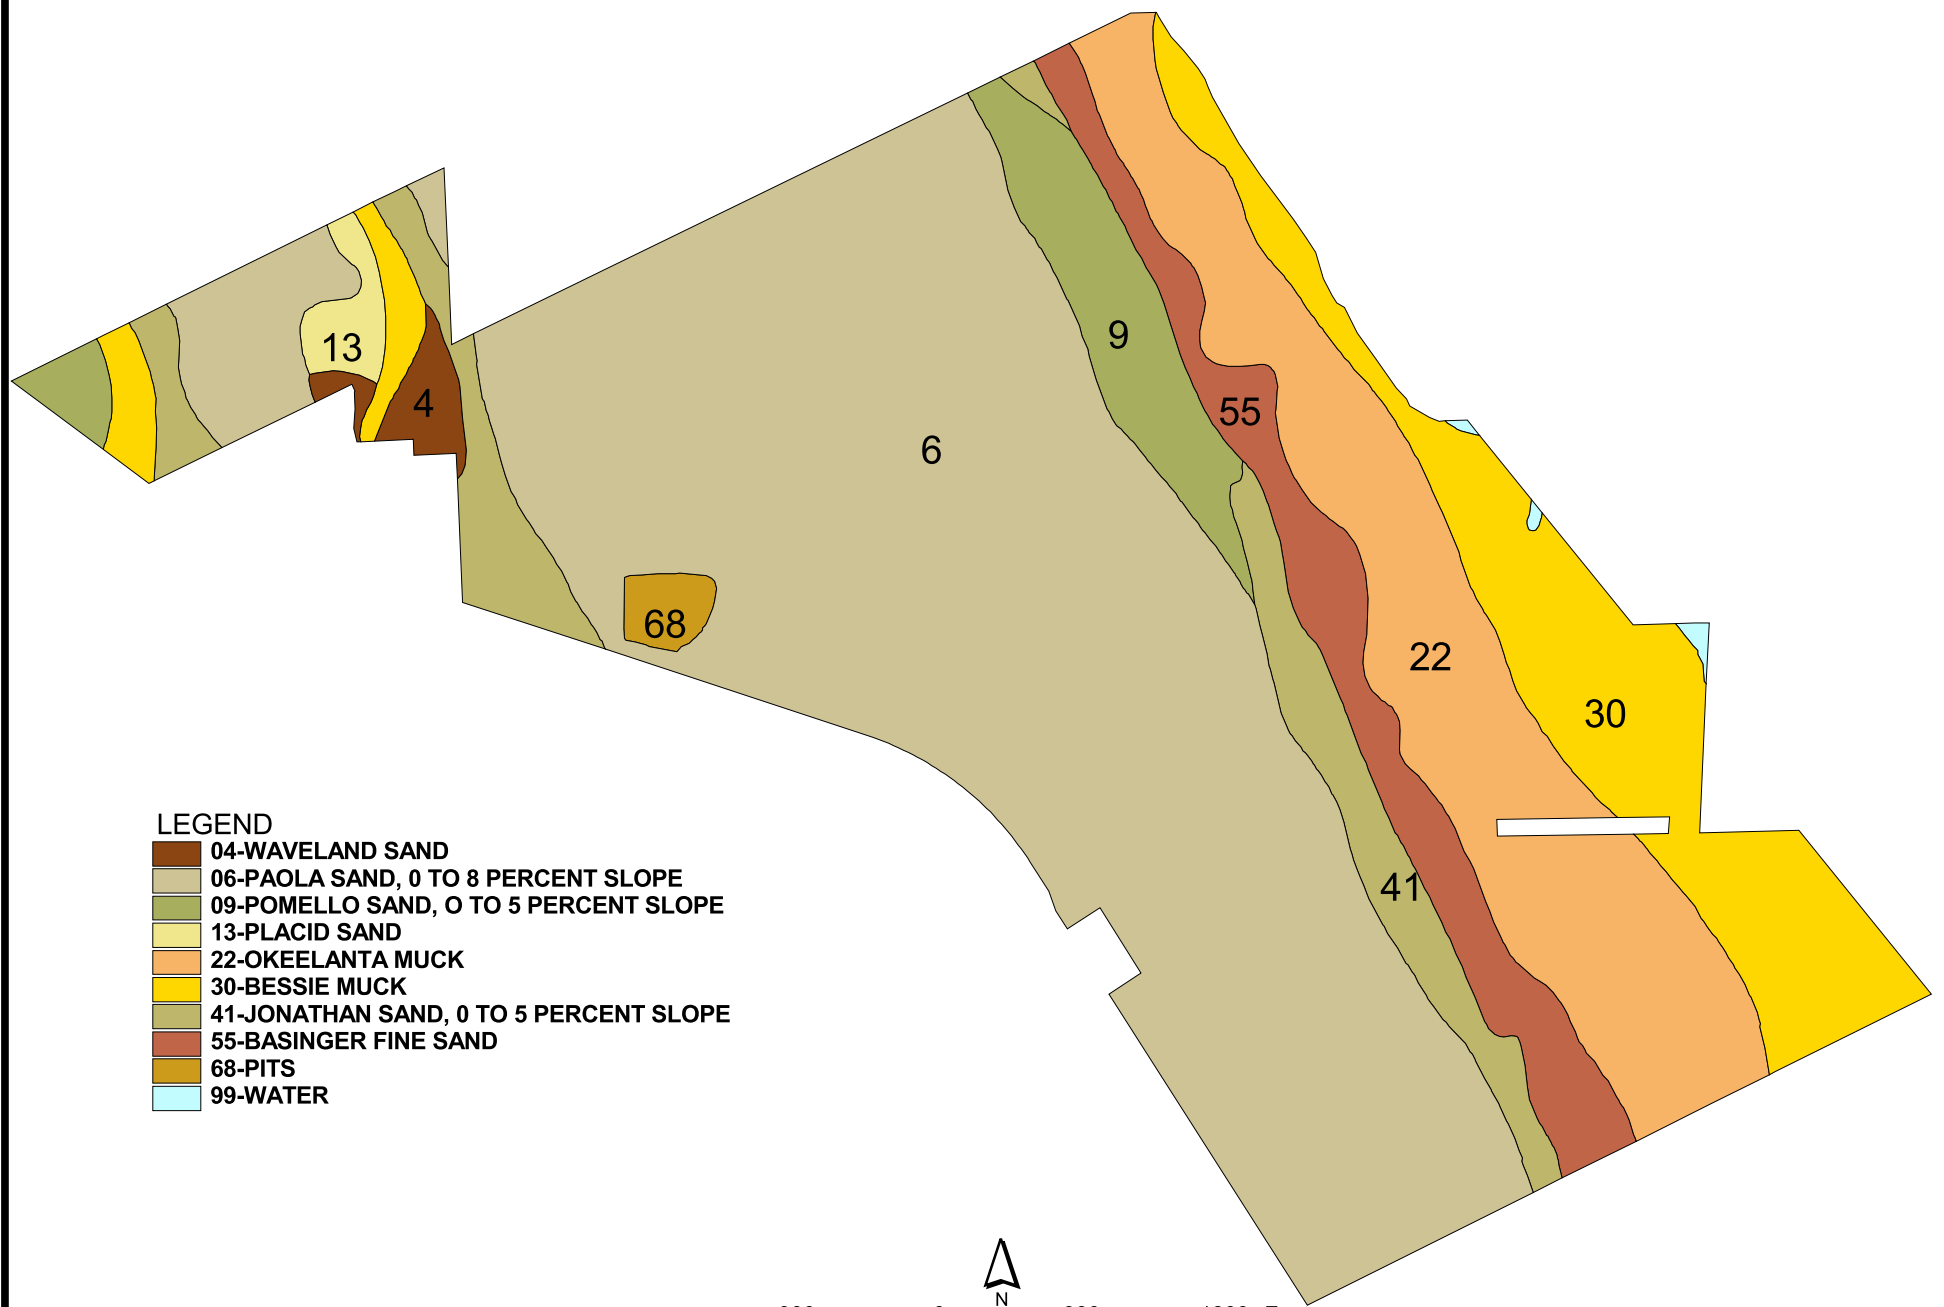 13
9
4
55
6
68
22
30
41
LEGEND
04-WAVELAND SAND
06-PAOLA SAND, 0 TO 8 PERCENT SLOPE
09-POMELLO SAND, O TO 5 PERCENT SLOPE
13-PLACID SAND
22-OKEELANTA MUCK
30-BESSIE MUCK
41-JONATHAN SAND, 0 TO 5 PERCENT SLOPE
55-BASINGER FINE SAND
68-PITS
99-WATER
N